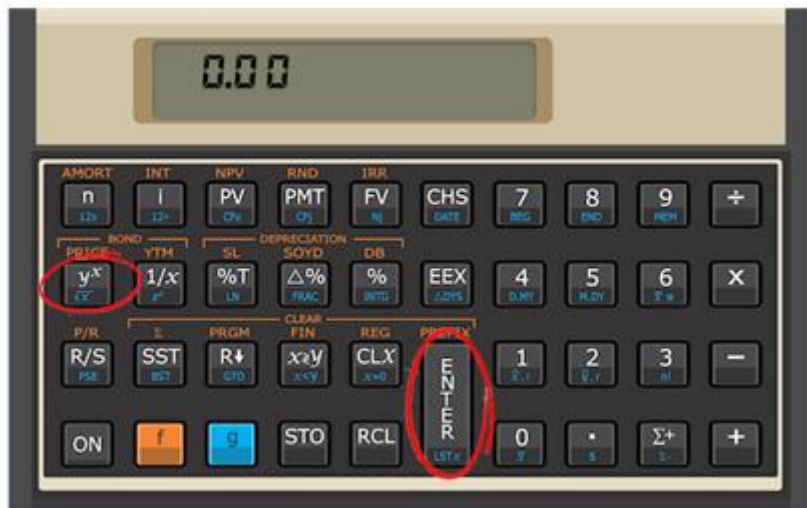 0.00
AMORT INT NPV RND IRR
n i PV PMT FV CHS 7 8 9 ÷
12x 12÷ CFo CFj Nj DATE BEG END MEM
BOND DEPRECIATION
PRICE YTM SL SOYD DB
yˣ 1/x %T △% % EEX 4 5 6 ×
LN FRAC INTG △DYS D.MY M.DY
CLEAR
P/R Σ PRGM FIN REG PREFIX
R/S SST R↓ x≷y CLX ENTER 1 2 3 −
PSE BST GTO x≤y x=0 n!
ON f g STO RCL 0 · Σ+ +
LSTx s Σ-